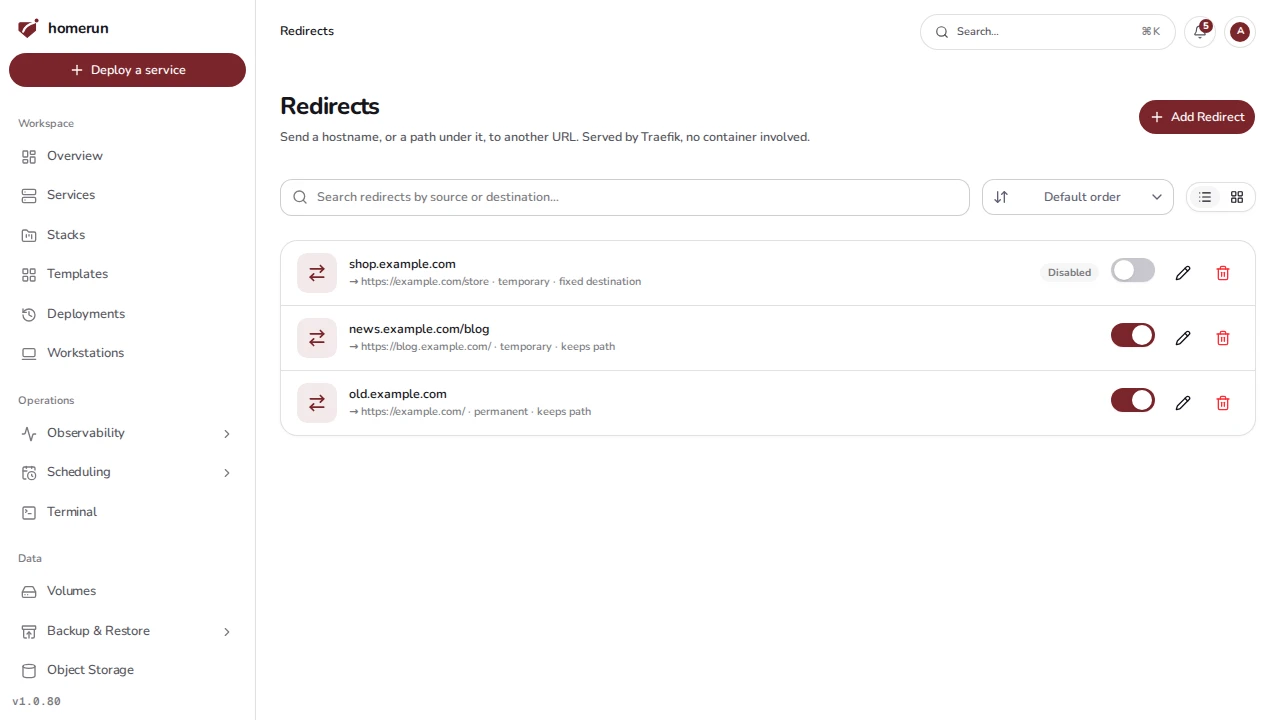 homerun
Deploy a service
Workspace
Overview
Services
Stacks
Templates
Deployments
Workstations
Operations
Observability
Scheduling
Terminal
Data
Volumes
Backup & Restore
Object Storage
v1.0.80
Redirects
Search...
⌘K
5
A
Redirects
Send a hostname, or a path under it, to another URL. Served by Traefik, no container involved.
Add Redirect
Search redirects by source or destination...
Default order
shop.example.com
→ https://example.com/store · temporary · fixed destination
Disabled
news.example.com/blog
→ https://blog.example.com/ · temporary · keeps path
old.example.com
→ https://example.com/ · permanent · keeps path